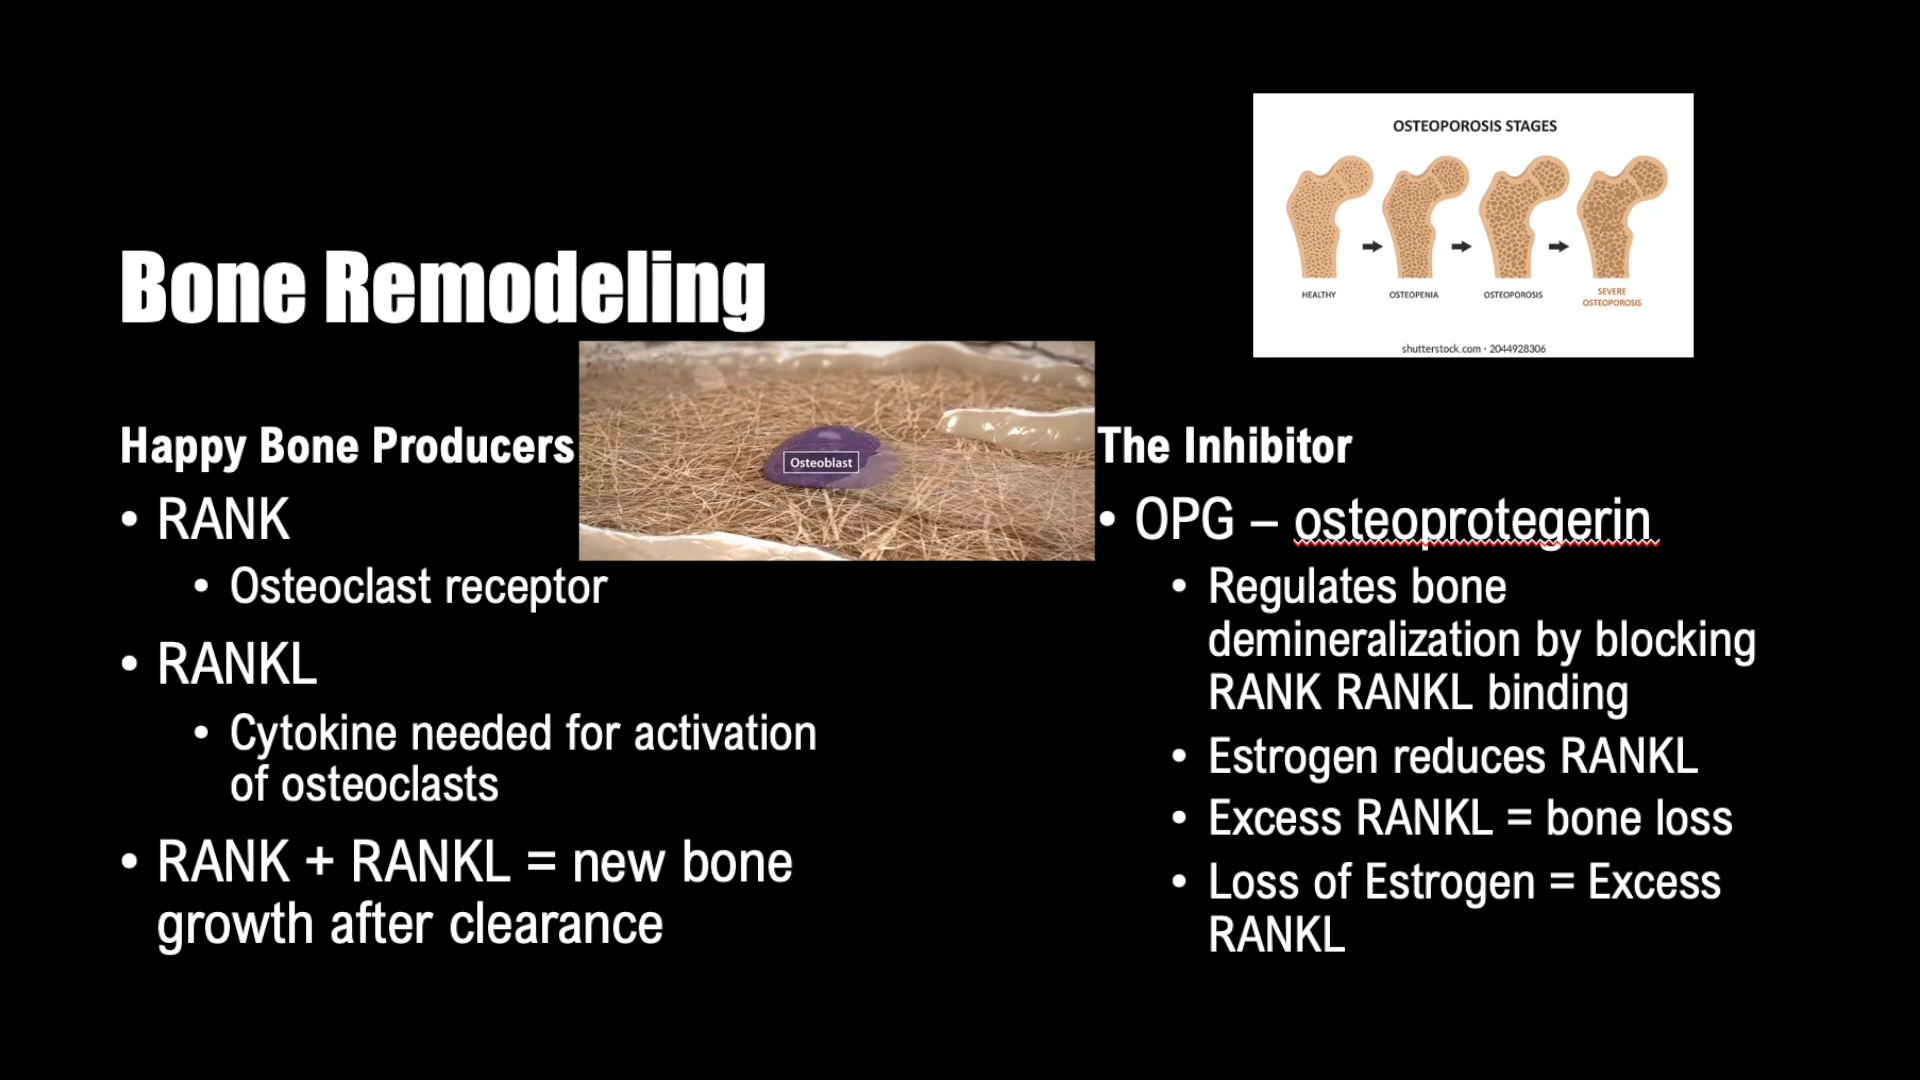 OSTEOPOROSIS STAGES
HEALTHY
OSTEOPENIA
OSTEOPOROSIS
SEVERE
OSTEOPOROSIS
shutterstock.com · 2044928306
Bone Remodeling
Happy Bone Producers
• RANK
• Osteoclast receptor
• RANKL
• Cytokine needed for activation
of osteoclasts
• RANK + RANKL = new bone
growth after clearance
Osteoblast
The Inhibitor
• OPG – osteoprotegerin
• Regulates bone
demineralization by blocking
RANK RANKL binding
• Estrogen reduces RANKL
• Excess RANKL = bone loss
• Loss of Estrogen = Excess
RANKL